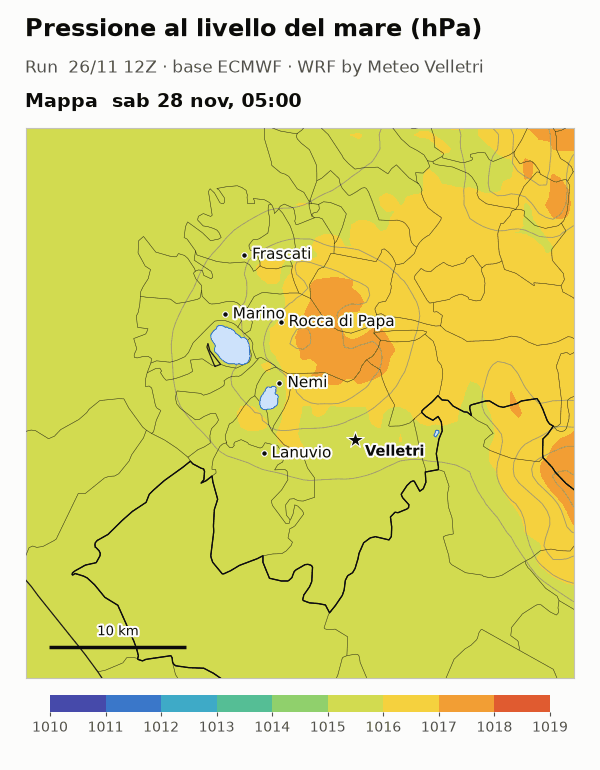 Pressione al livello del mare (hPa)
Run  26/11 12Z · base ECMWF · WRF by Meteo Velletri
Mappa  sab 28 nov, 05:00
Frascati
Marino
Rocca di Papa
Nemi
Lanuvio
Velletri
10 km
1010 1011 1012 1013 1014 1015 1016 1017 1018 1019